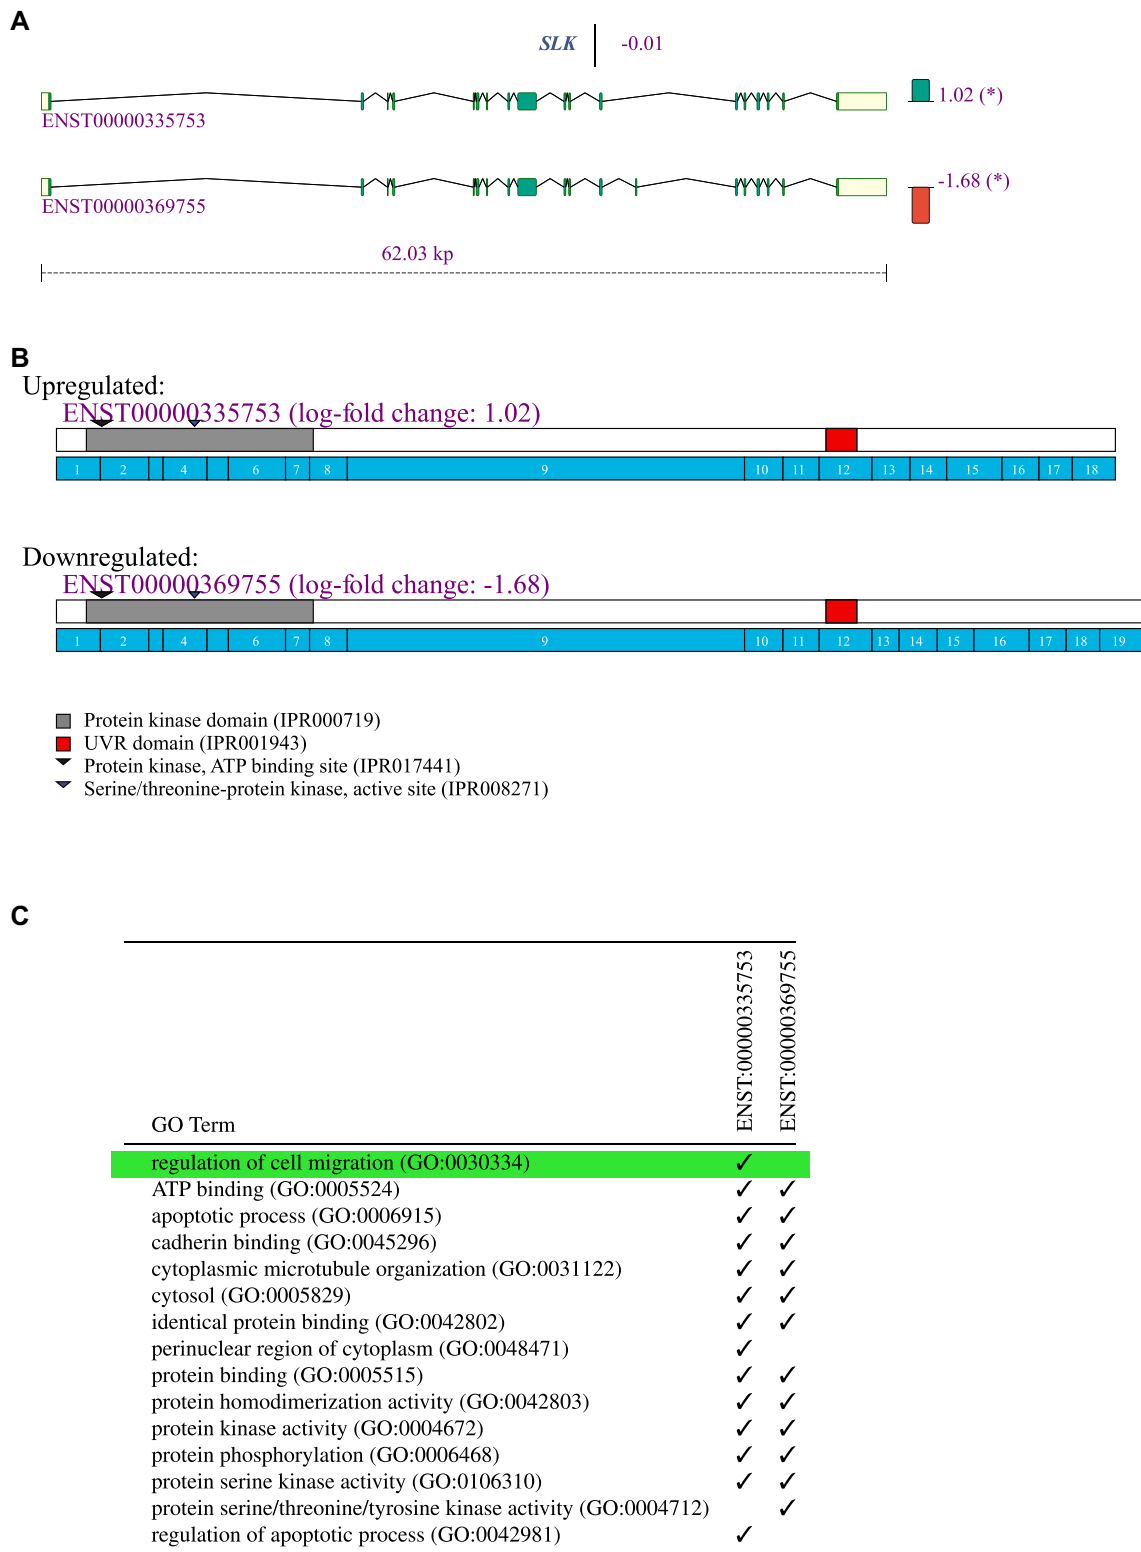 A
SLK -0.01
1.02 (*)
ENST00000335753
-1.68 (*)
ENST00000369755
62.03 kp
B
Upregulated:
ENST00000335753 (log-fold change: 1.02)
1 2 4 6 7 8 9 10 11 12 13 14 15 16 17 18
Downregulated:
ENST00000369755 (log-fold change: -1.68)
1 2 4 6 7 8 9 10 11 12 13 14 15 16 17 18 19
Protein kinase domain (IPR000719)
UVR domain (IPR001943)
Protein kinase, ATP binding site (IPR017441)
Serine/threonine-protein kinase, active site (IPR008271)
C
GO Term ENST:00000335753 ENST:00000369755
regulation of cell migration (GO:0030334) ✓
ATP binding (GO:0005524) ✓ ✓
apoptotic process (GO:0006915) ✓ ✓
cadherin binding (GO:0045296) ✓ ✓
cytoplasmic microtubule organization (GO:0031122) ✓ ✓
cytosol (GO:0005829) ✓ ✓
identical protein binding (GO:0042802) ✓ ✓
perinuclear region of cytoplasm (GO:0048471) ✓
protein binding (GO:0005515) ✓ ✓
protein homodimerization activity (GO:0042803) ✓ ✓
protein kinase activity (GO:0004672) ✓ ✓
protein phosphorylation (GO:0006468) ✓ ✓
protein serine kinase activity (GO:0106310) ✓ ✓
protein serine/threonine/tyrosine kinase activity (GO:0004712) ✓
regulation of apoptotic process (GO:0042981) ✓